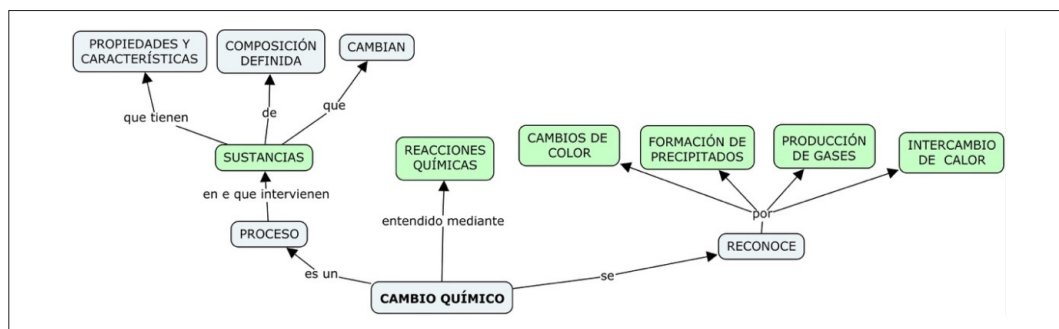 PROPIEDADES Y
CARACTERÍSTICAS
COMPOSICIÓN
DEFINIDA
CAMBIAN
que tienen
de
que
SUSTANCIAS
REACCIONES
QUÍMICAS
CAMBIOS DE
COLOR
FORMACIÓN DE
PRECIPITADOS
PRODUCCIÓN
DE GASES
INTERCAMBIO
DE CALOR
en e que intervienen
entendido mediante
por
PROCESO
RECONOCE
es un
se
CAMBIO QUÍMICO